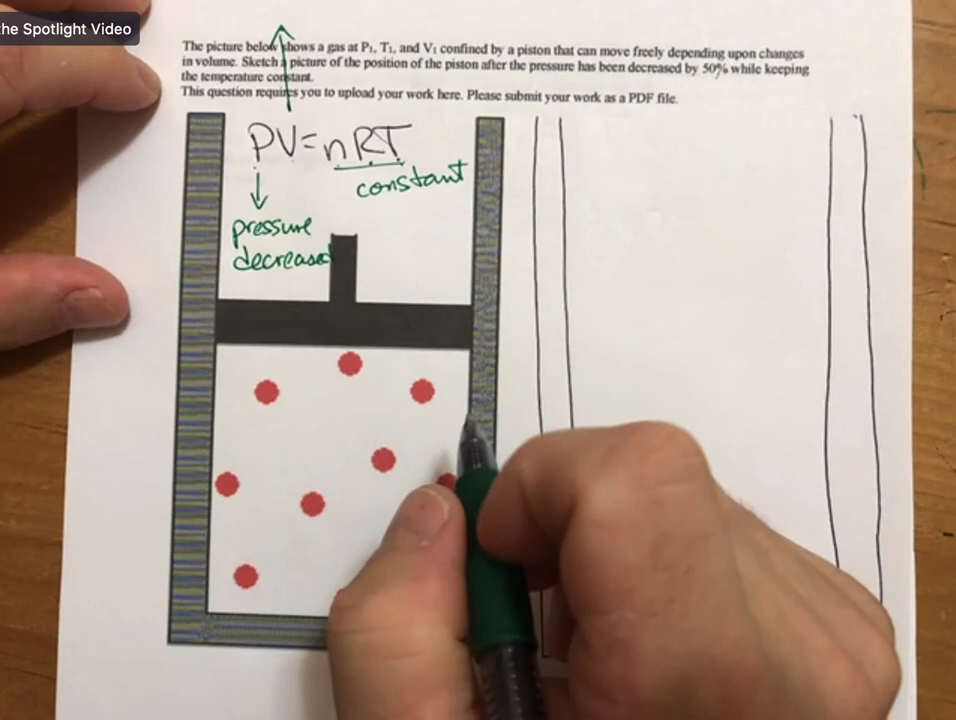 the Spotlight Video
The picture below shows a gas at P₁, T₁, and V₁ confined by a piston that can move freely depending upon changes
in volume. Sketch a picture of the position of the piston after the pressure has been decreased by 50% while keeping
the temperature constant.
This question requires you to upload your work here. Please submit your work as a PDF file.
PV=nRT
constant
pressure
decreased